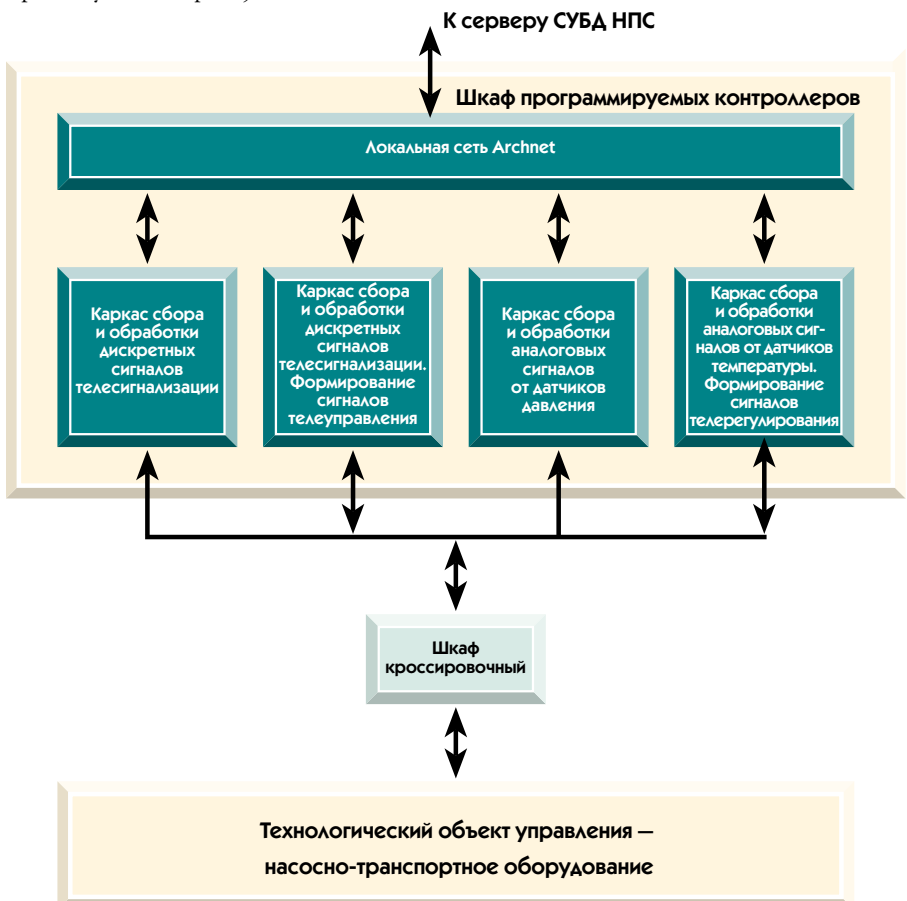 К серверу СУБД НПС
Шкаф программируемых контроллеров
Локальная сеть Archnet
Каркас сбора
и обработки
дискретных
сигналов
телесигнализации
Каркас сбора
и обработки
дискретных
сигналов
телесигнализации.
Формирование
сигналов
телеуправления
Каркас сбора
и обработки
аналоговых
сигналов
от датчиков
давления
Каркас сбора
и обработки
аналоговых сиг-
налов от датчиков
температуры.
Формирование
сигналов
телерегулирования
Шкаф
кроссировочный
Технологический объект управления —
насосно-транспортное оборудование